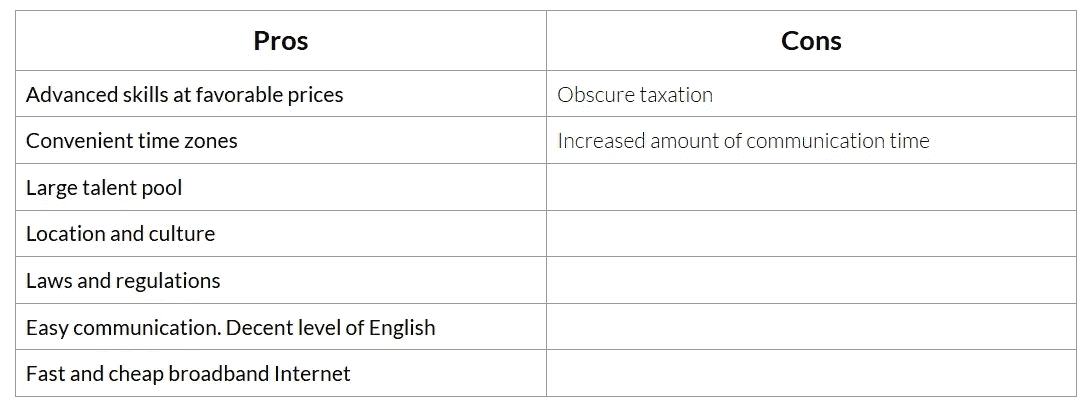 Pros
Cons
Advanced skills at favorable prices
Obscure taxation
Convenient time zones
Increased amount of communication time
Large talent pool
Location and culture
Laws and regulations
Easy communication. Decent level of English
Fast and cheap broadband Internet